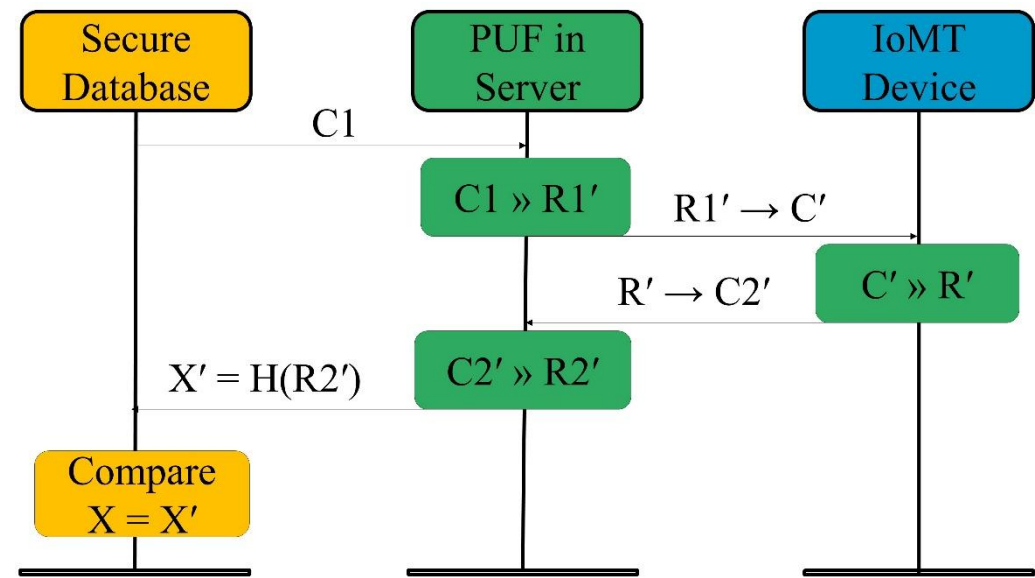 Secure
Database
PUF in
Server
IoMT
Device
C1
C1 » R1′
R1′ → C′
C′ » R′
R′ → C2′
C2′ » R2′
X′ = H(R2′)
Compare
X = X′